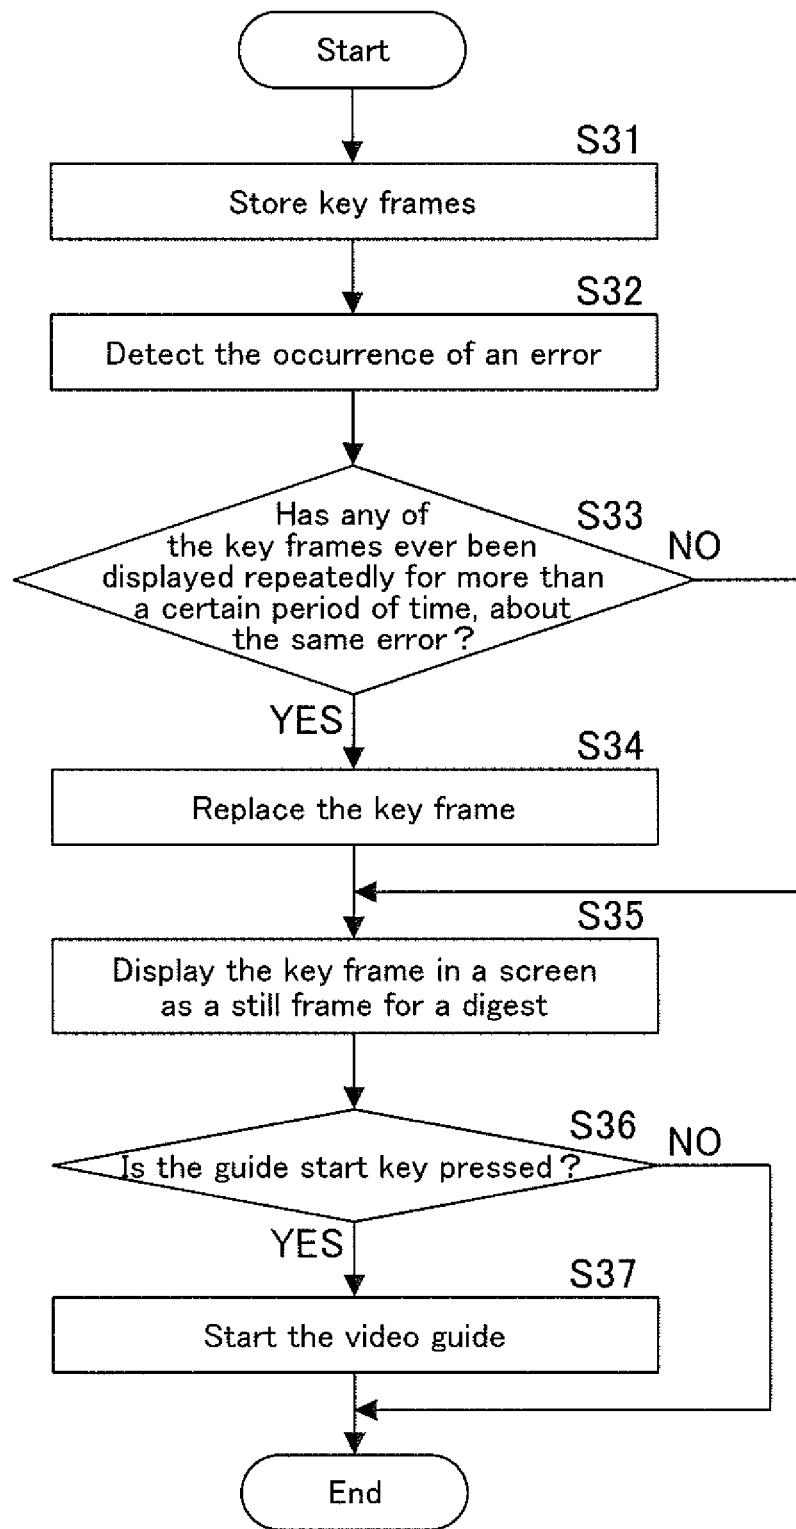 Start
S31
Store key frames
S32
Detect the occurrence of an error
S33
Has any of
the key frames ever been
displayed repeatedly for more than
a certain period of time, about
the same error?
NO
YES
S34
Replace the key frame
S35
Display the key frame in a screen
as a still frame for a digest
S36
Is the guide start key pressed?
NO
YES
S37
Start the video guide
End